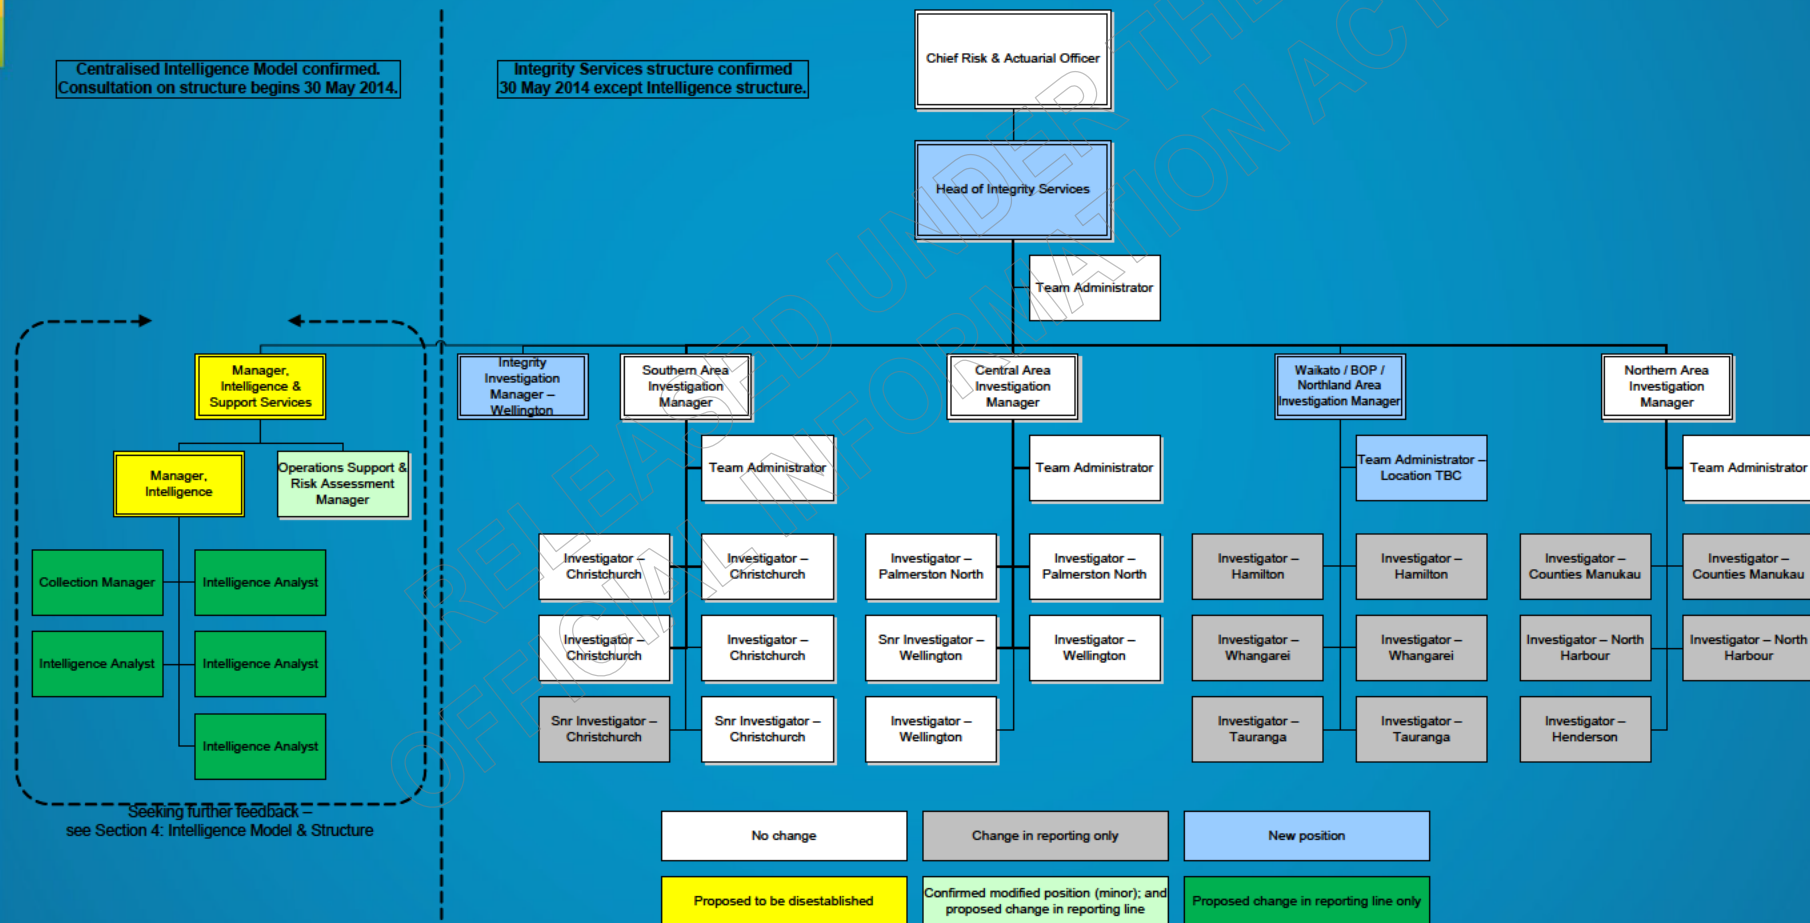 Centralised Intelligence Model confirmed.
Consultation on structure begins 30 May 2014.
Integrity Services structure confirmed
30 May 2014 except Intelligence structure.
Chief Risk & Actuarial Officer
Head of Integrity Services
Team Administrator
Manager,
Intelligence &
Support Services
Integrity
Investigation
Manager –
Wellington
Southern Area
Investigation
Manager
Central Area
Investigation
Manager
Waikato / BOP /
Northland Area
Investigation Manager
Northern Area
Investigation
Manager
Manager,
Intelligence
Operations Support &
Risk Assessment
Manager
Team Administrator
Team Administrator
Team Administrator –
Location TBC
Team Administrator
Collection Manager
Intelligence Analyst
Intelligence Analyst
Intelligence Analyst
Intelligence Analyst
Investigator –
Christchurch
Investigator –
Christchurch
Investigator –
Christchurch
Investigator –
Christchurch
Snr Investigator –
Christchurch
Snr Investigator –
Christchurch
Investigator –
Palmerston North
Investigator –
Palmerston North
Snr Investigator –
Wellington
Investigator –
Wellington
Investigator –
Wellington
Investigator –
Hamilton
Investigator –
Hamilton
Investigator –
Whangarei
Investigator –
Whangarei
Investigator –
Tauranga
Investigator –
Tauranga
Investigator –
Counties Manukau
Investigator –
Counties Manukau
Investigator – North
Harbour
Investigator – North
Harbour
Investigator –
Henderson
Seeking further feedback –
see Section 4: Intelligence Model & Structure
No change
Change in reporting only
New position
Proposed to be disestablished
Confirmed modified position (minor); and
proposed change in reporting line
Proposed change in reporting line only
RELEASED UNDER THE
OFFICIAL INFORMATION ACT